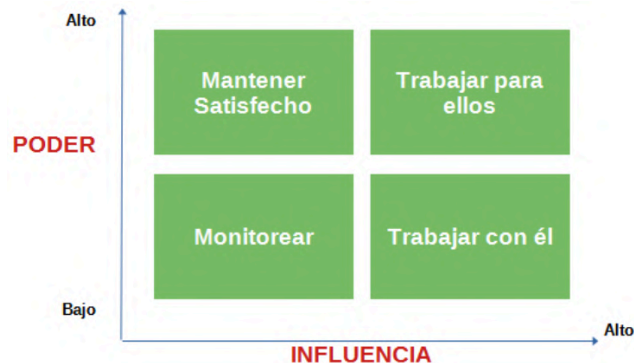 Alto
Mantener
Satisfecho
Trabajar para
ellos
PODER
Monitorear
Trabajar con él
Bajo
Alto
INFLUENCIA